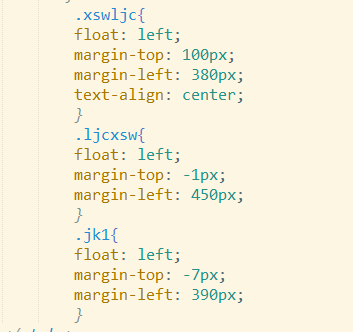 .xswljc{
float: left;
margin-top: 100px;
margin-left: 380px;
text-align: center;
}
.ljcxsw{
float: left;
margin-top: -1px;
margin-left: 450px;
}
.jk1{
float: left;
margin-top: -7px;
margin-left: 390px;
}